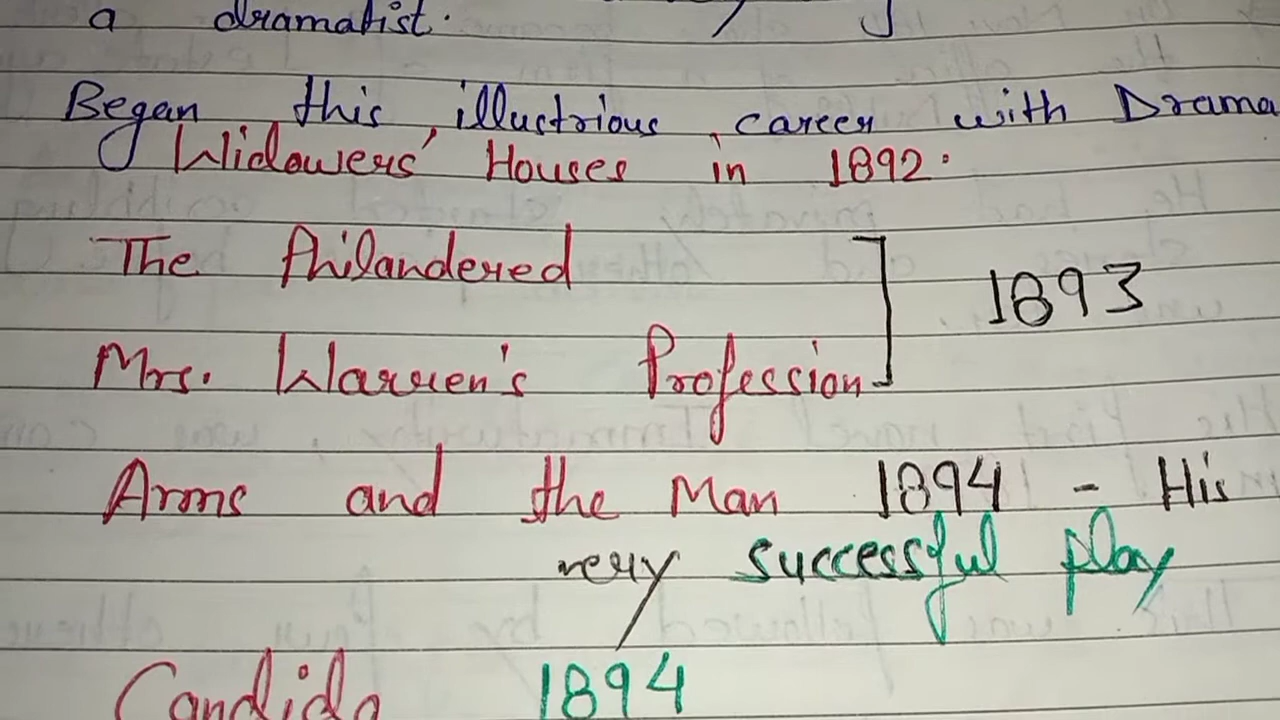 a dramatist.
Began this illustrious career with Drama
Widowers' Houses in 1892.
The Philandered
1893
Mrs. Warren's Profession
Arms and the Man 1894 - His
very successful play
Candida 1894